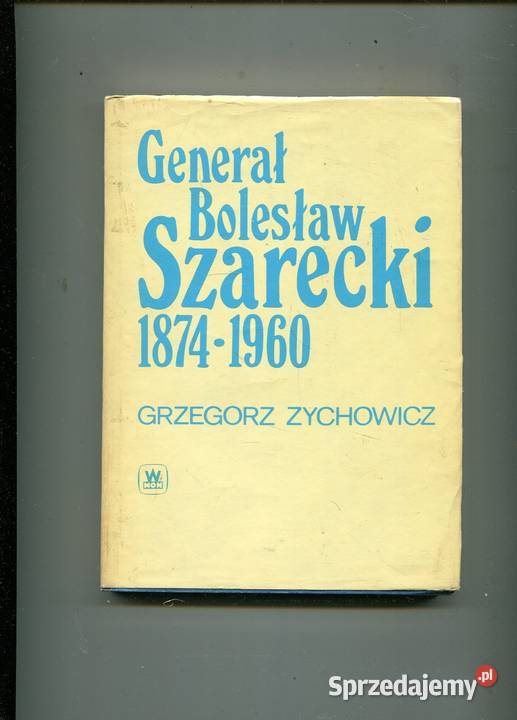 Generał
Bolesław
Szarecki
1874·1960
GRZEGORZ ZYCHOWICZ
W
MON
Sprzedajemy.pl